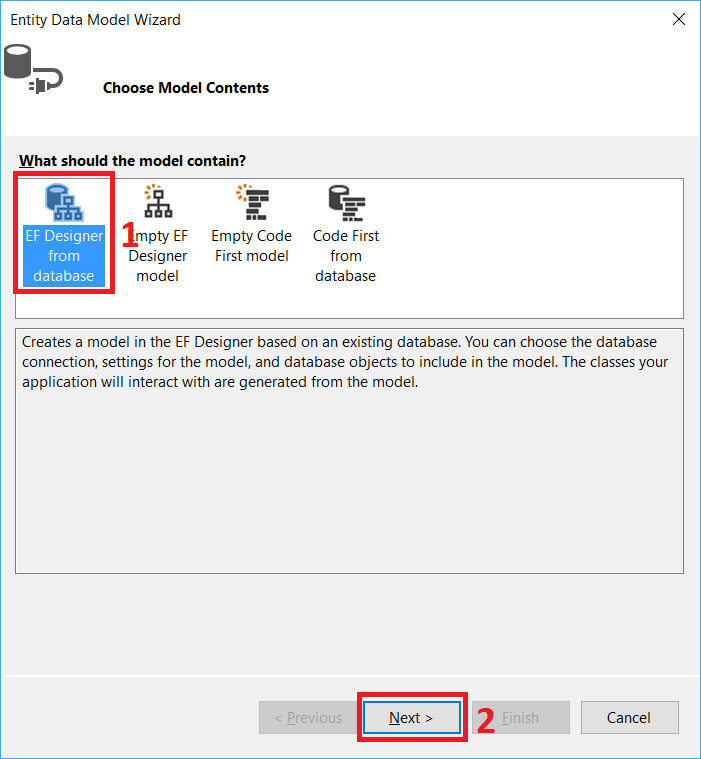 Entity Data Model Wizard
Choose Model Contents
What should the model contain?
EF Designer
from
database
1
Empty EF
Designer
model
Empty Code
First model
Code First
from
database
Creates a model in the EF Designer based on an existing database. You can choose the database
connection, settings for the model, and database objects to include in the model. The classes your
application will interact with are generated from the model.
< Previous
Next >
2
Finish
Cancel